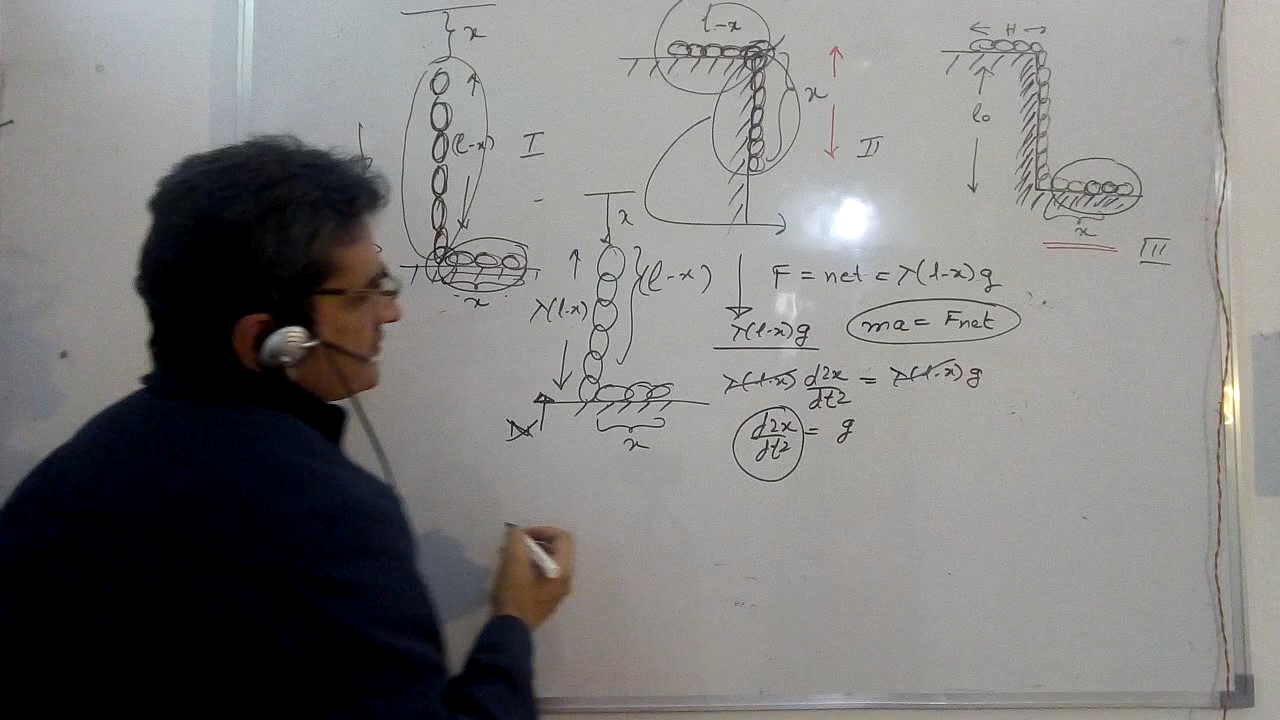 x
(l-x)
I
x
l-x
x
II
H
l₀
x
III
x
(l-x)
λ(l-x)
N
x
F = net = λ(l-x)g
λ(l-x)g
ma = Fnet
λ(l-x) d2x/dt2 = λ(l-x)g
d2x/dt2 = g